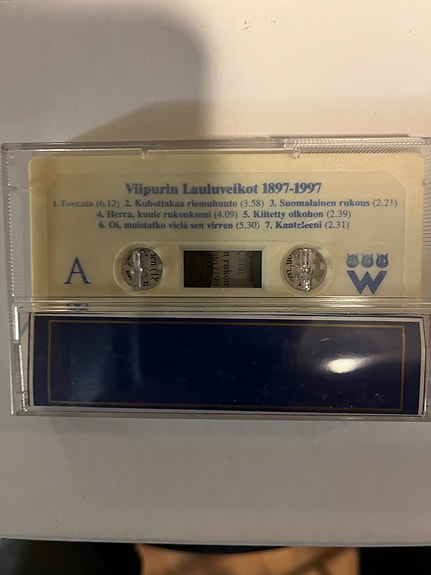 Viipurin Lauluveikot 1897-1997
1. Toccata (6.12) 2. Kohottakaa riemuhuuto (3.58) 3. Suomalainen rukous (2.21)
4. Herra, kuule rukoukseni (4.09) 5. Kiitetty olkohon (2.39)
6. Oi, muistatko vielä sen virren (5.30) 7. Kanteleeni (2.31)
A
W